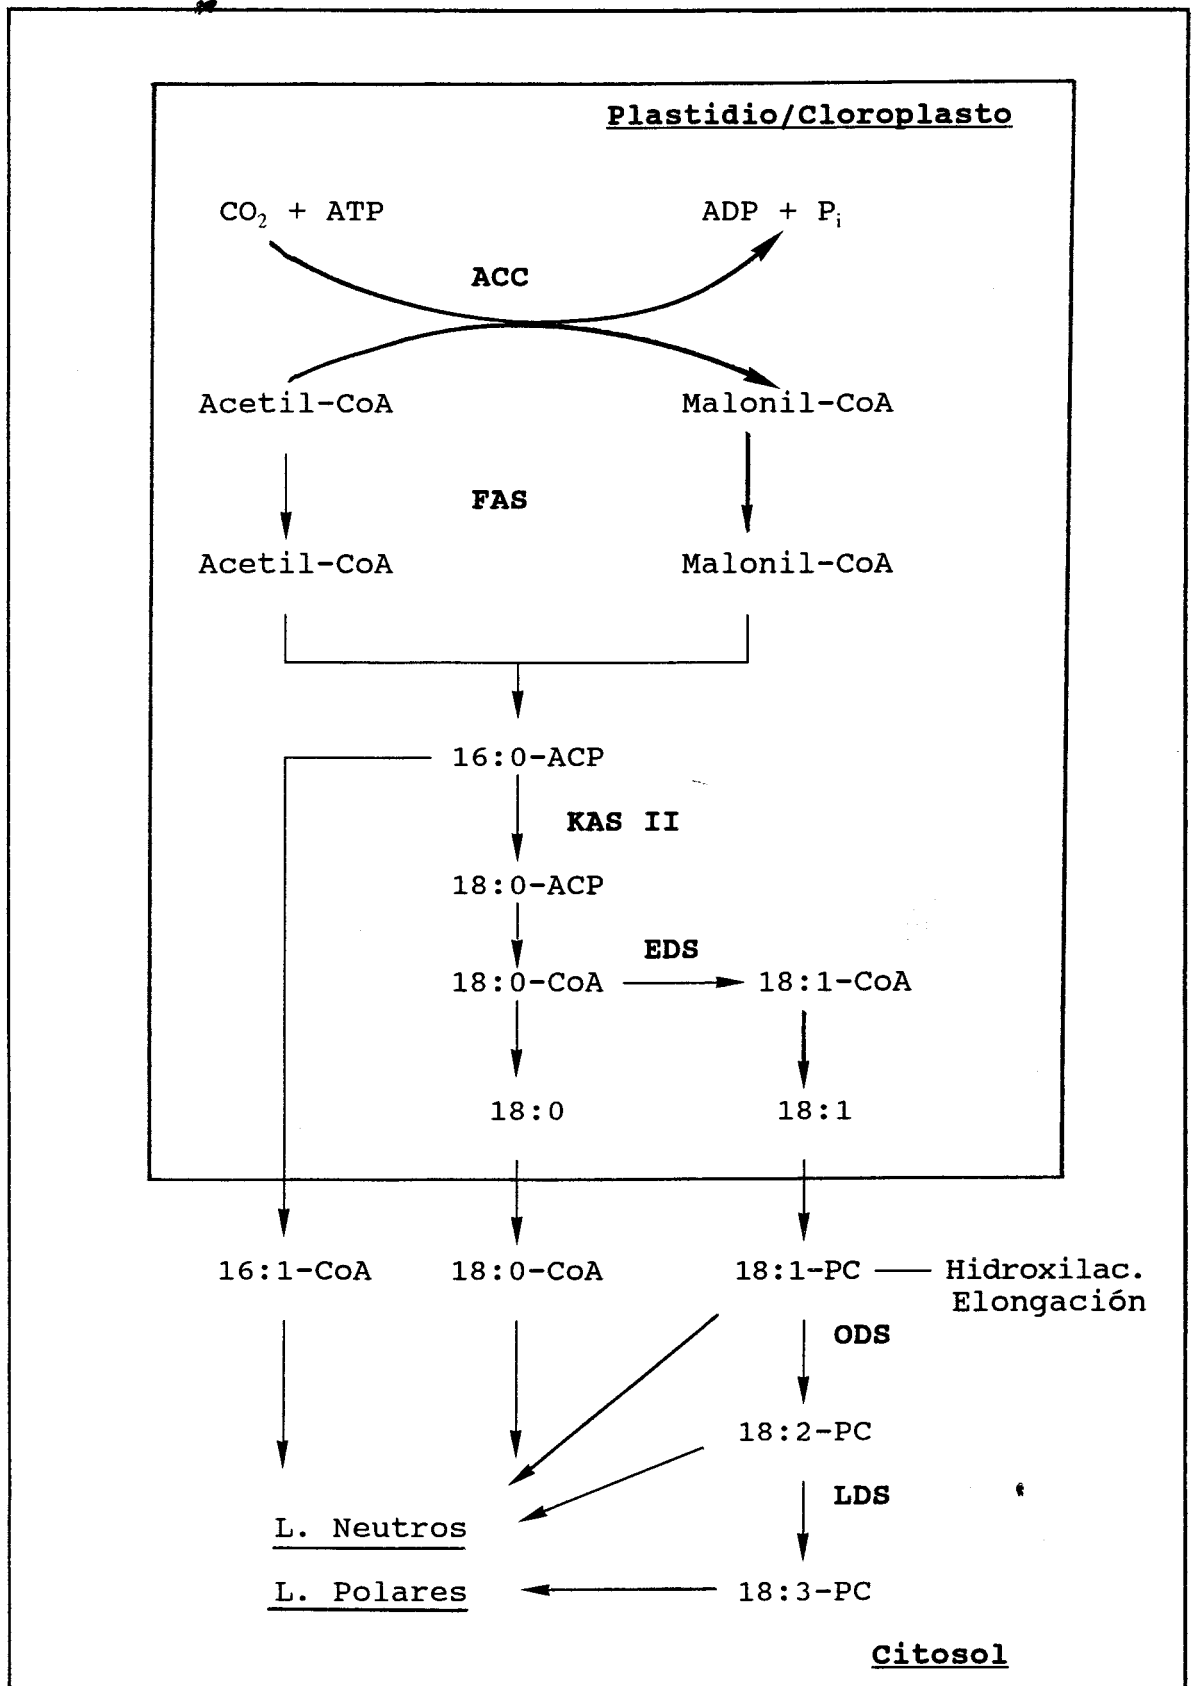 Plastidio/Cloroplasto
CO₂ + ATP
ADP + Pᵢ
ACC
Acetil-CoA
Malonil-CoA
FAS
Acetil-CoA
Malonil-CoA
16:0-ACP
KAS II
18:0-ACP
EDS
18:0-CoA
18:1-CoA
18:0
18:1
16:1-CoA
18:0-CoA
18:1-PC
Hidroxilac.
Elongación
ODS
18:2-PC
LDS
L. Neutros
L. Polares
18:3-PC
Citosol